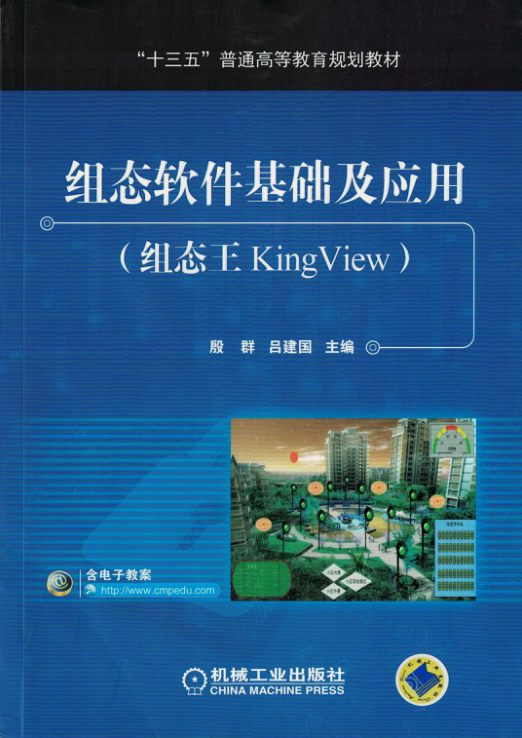 “十三五”普通高等教育规划教材
组态软件基础及应用
（组态王 KingView）
殷 群 吕建国 主编
含电子教案
http://www.cmpedu.com
机械工业出版社
CHINA MACHINE PRESS